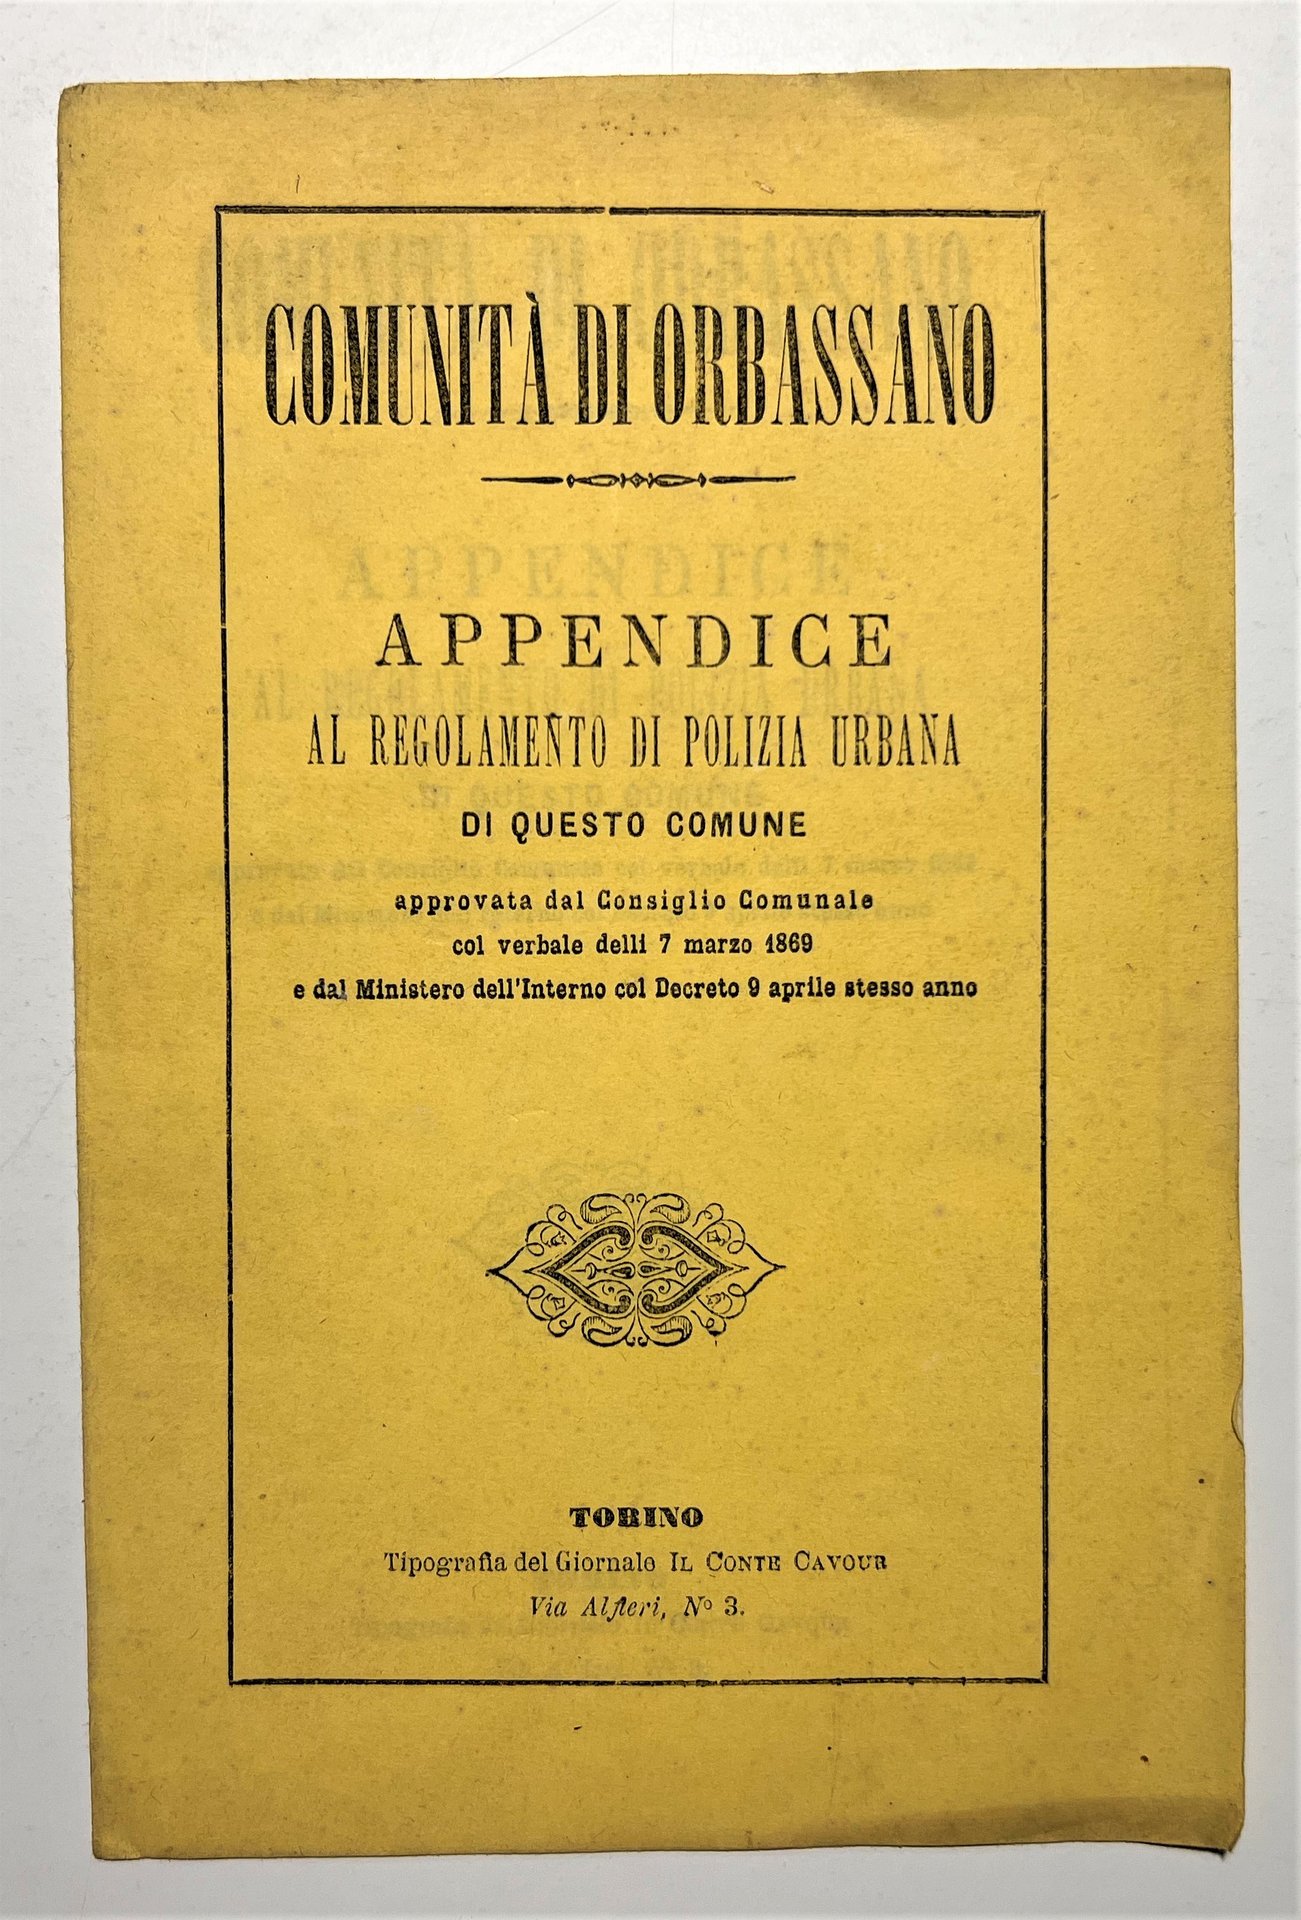 COMUNITÀ DI ORBASSANO
APPENDICE
AL REGOLAMENTO DI POLIZIA URBANA
DI QUESTO COMUNE
approvata dal Consiglio Comunale
col verbale delli 7 marzo 1869
e dal Ministero dell'Interno col Decreto 9 aprile stesso anno
TORINO
Tipografia del Giornale IL CONTE CAVOUR
Via Alfieri, Nº 3.